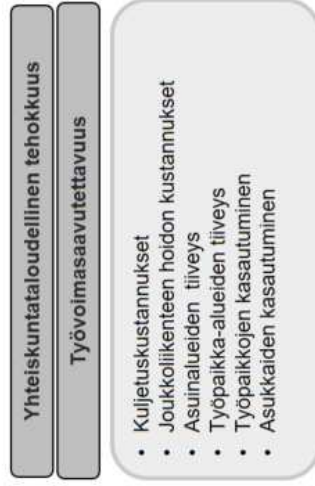 Yhteiskuntataloudellinen tehokkuus
Työvoimasaavutettavuus
• Kuljetuskustannukset
• Joukkoliikenteen hoidon kustannukset
• Asuinalueiden tiiveys
• Työpaikka-alueiden tiiveys
• Työpaikkojen kasautuminen
• Asukkaiden kasautuminen